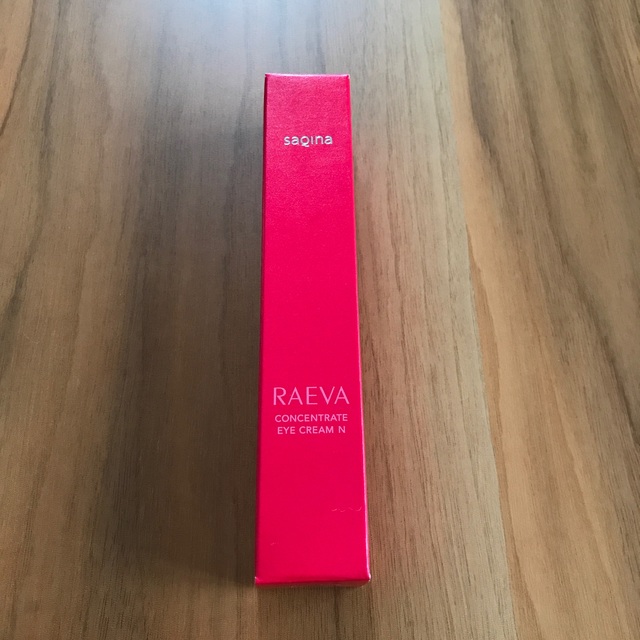 saqina
RAEVA
CONCENTRATE
EYE CREAM N